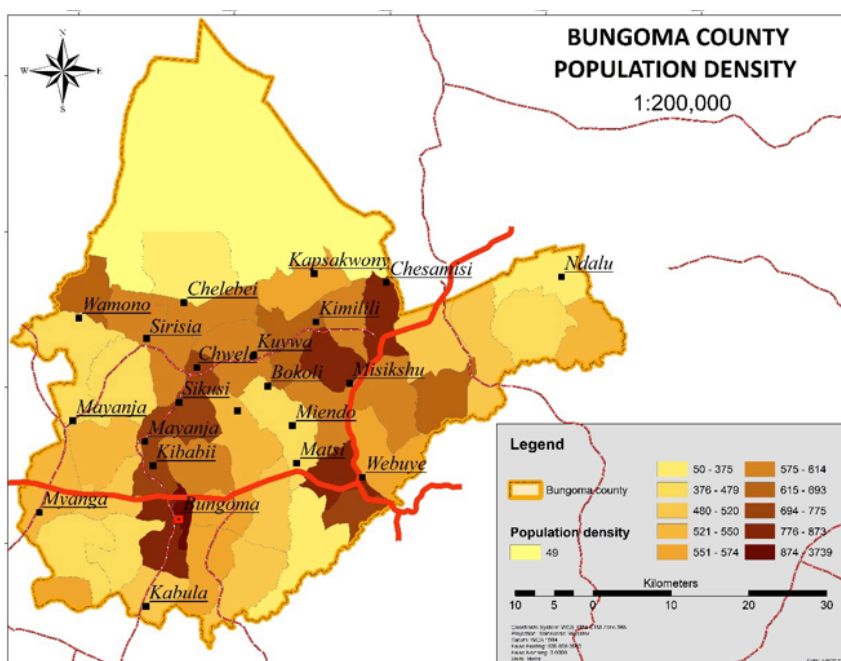 BUNGOMA COUNTY
POPULATION DENSITY
1:200,000
N
W
E
S
Kapsakwony
Chesamisi
Ndalu
Chelebei
Wamono
Kimilili
Sirisia
Kuywa
Chwele
Misikshu
Bokoli
Sikusi
Mayanja
Miendo
Mayanja
Kibabii
Matsi
Webuye
Myanga
Bungoma
Kabula
Legend
Bungoma county
Population density
49
50 - 375
376 - 479
480 - 520
521 - 550
551 - 574
575 - 614
615 - 693
694 - 775
776 - 873
874 - 3739
Kilometers
10 5 0 10 20 30